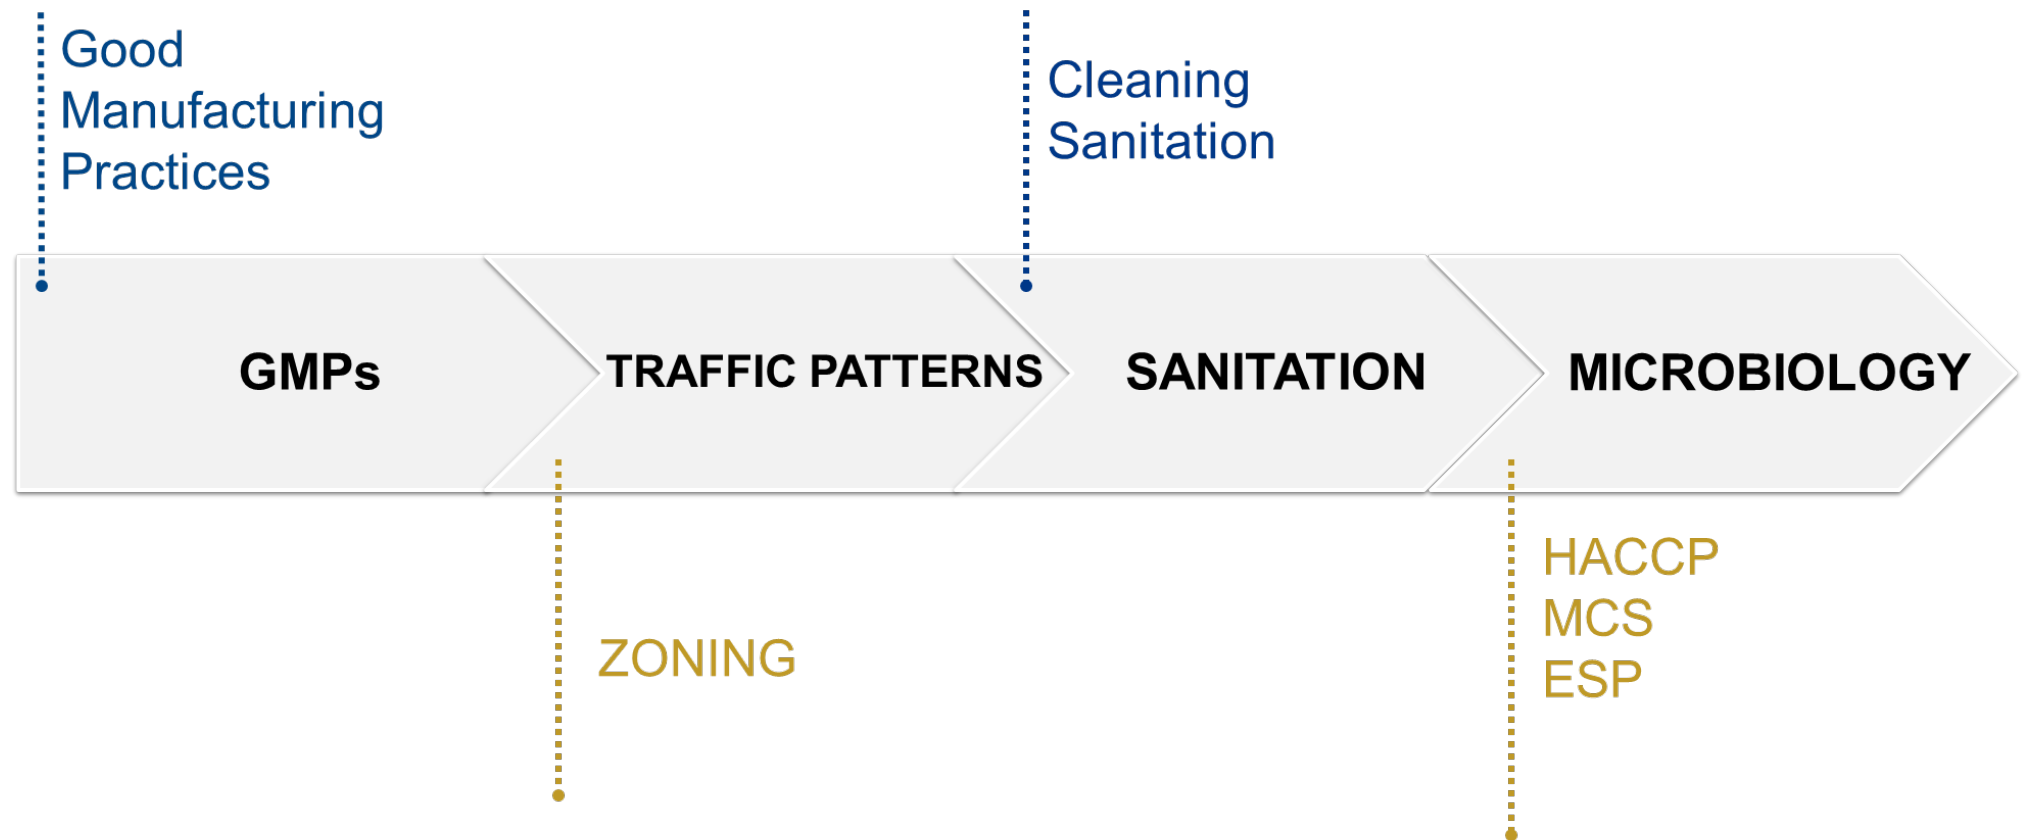 Good
Manufacturing
Practices
Cleaning
Sanitation
GMPs
TRAFFIC PATTERNS
SANITATION
MICROBIOLOGY
ZONING
HACCP
MCS
ESP